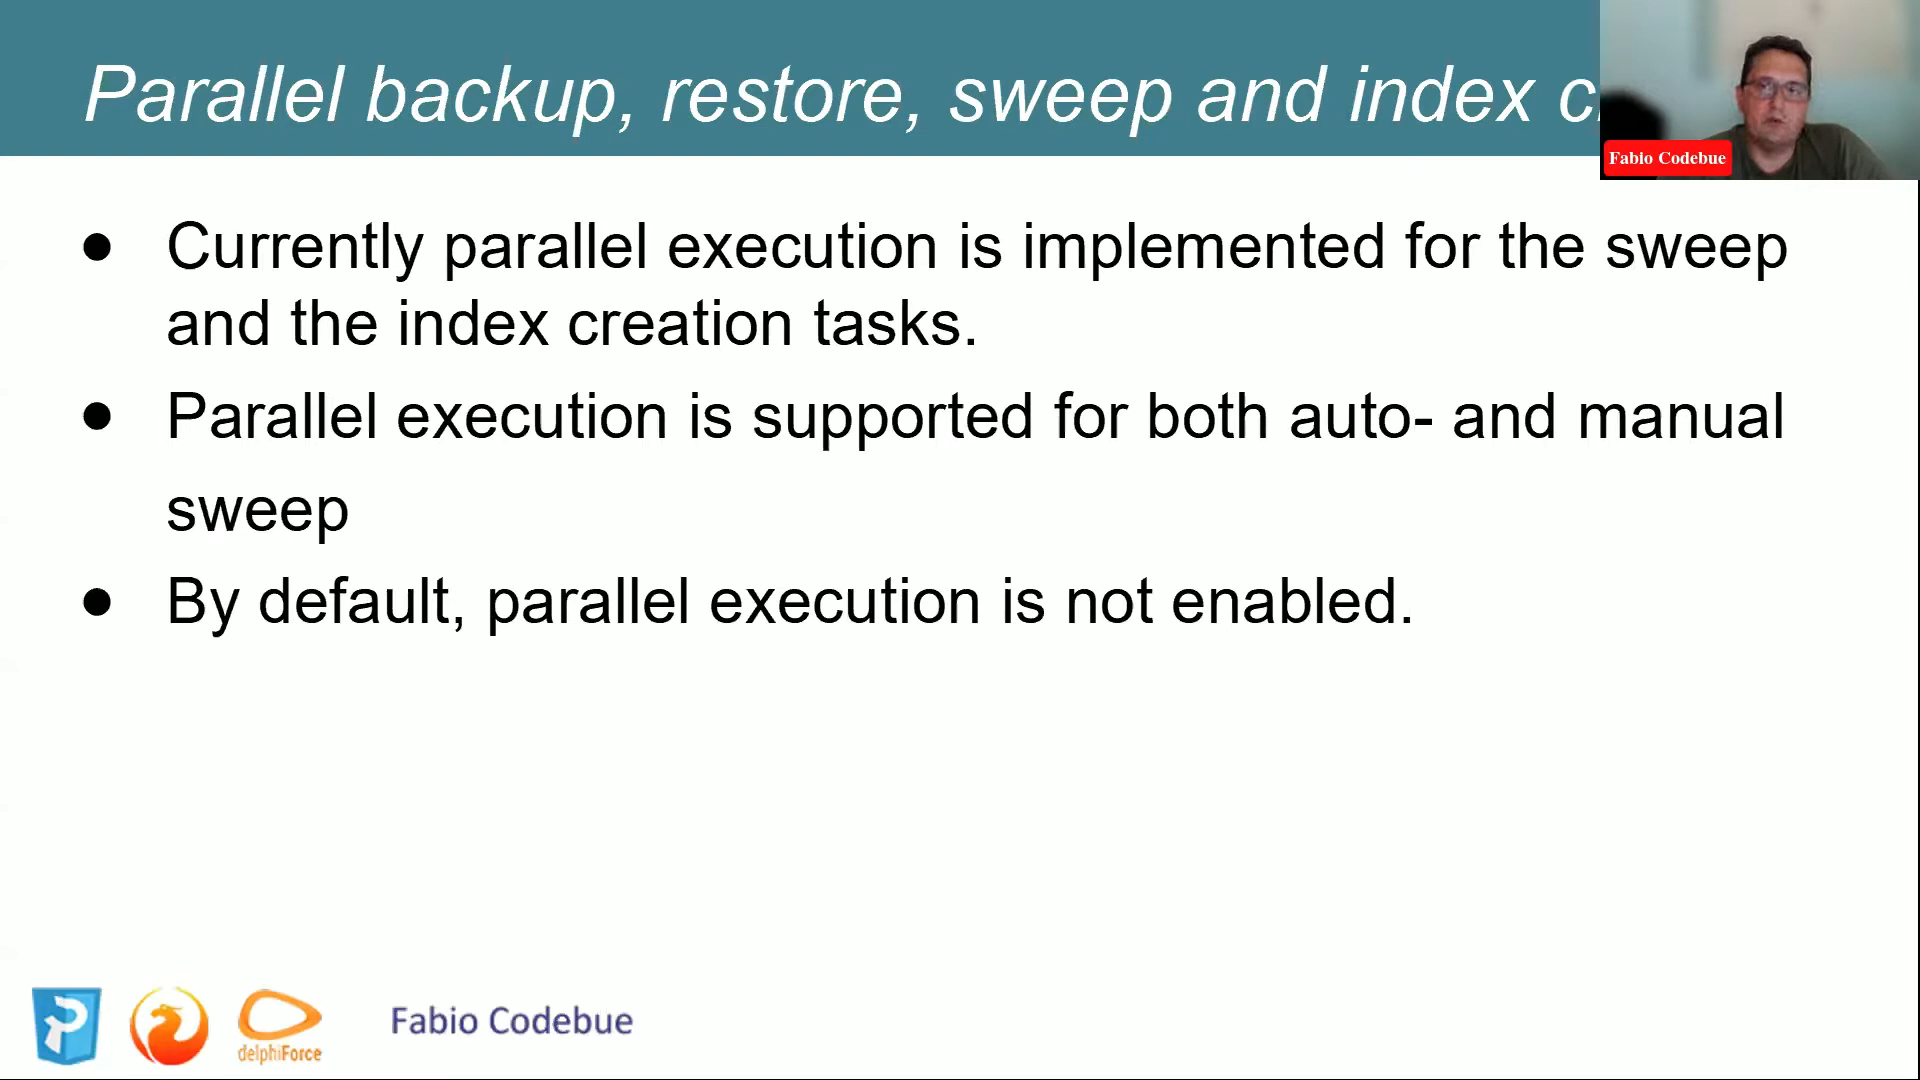 Parallel backup, restore, sweep and index c
Fabio Codebue
● Currently parallel execution is implemented for the sweep
and the index creation tasks.
● Parallel execution is supported for both auto- and manual
sweep
● By default, parallel execution is not enabled.
delphiForce
Fabio Codebue